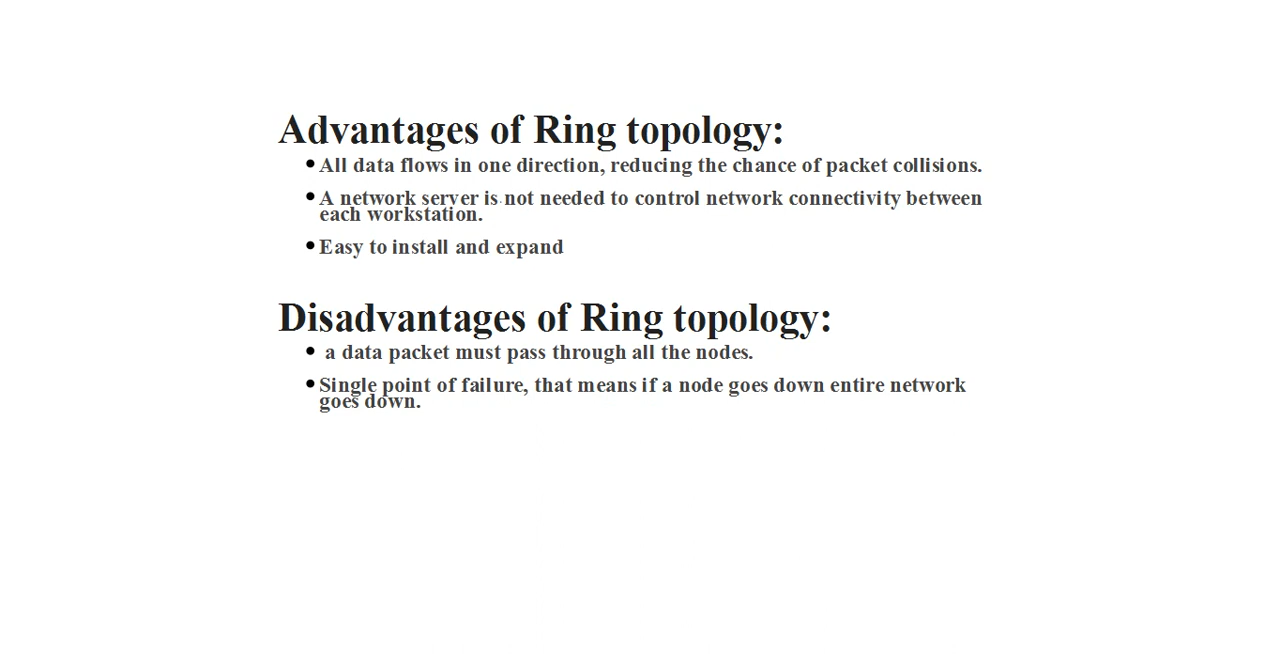 Advantages of Ring topology:
• All data flows in one direction, reducing the chance of packet collisions.
• A network server is not needed to control network connectivity between
each workstation.
• Easy to install and expand
Disadvantages of Ring topology:
• a data packet must pass through all the nodes.
• Single point of failure, that means if a node goes down entire network
goes down.